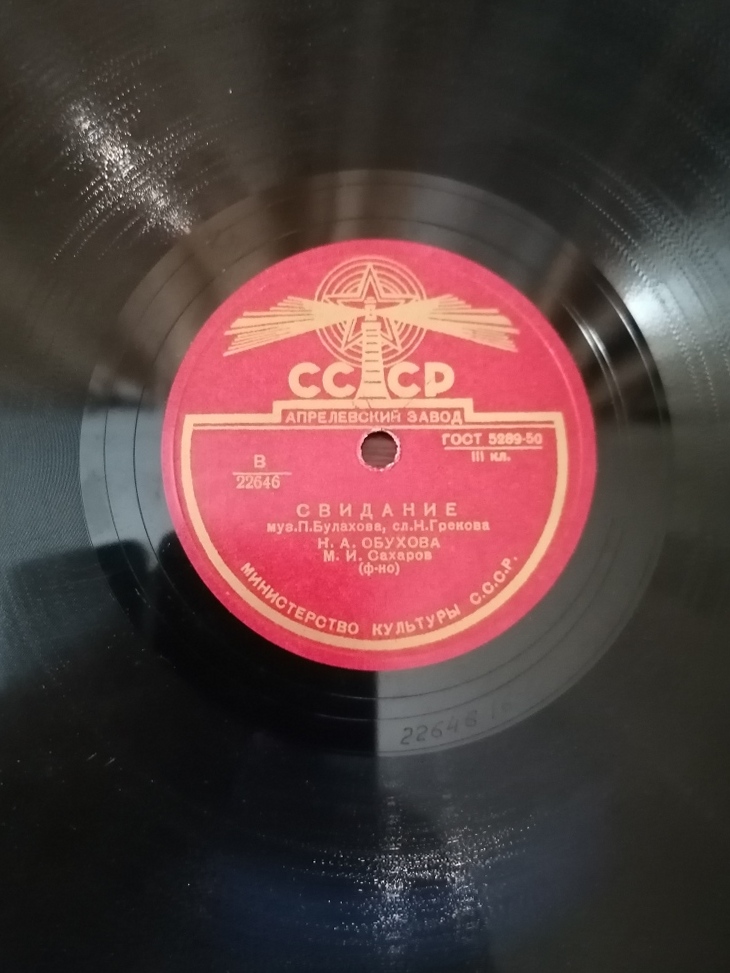 СССР
АПРЕЛЕВСКИЙ ЗАВОД
ГОСТ 5289-50
III кл.
В
22646
СВИДАНИЕ
муз.П.Булахова, сл.Н.Грекова
Н. А. ОБУХОВА
М. И. Сахаров
(ф-но)
МИНИСТЕРСТВО КУЛЬТУРЫ С.С.С.Р.
22646